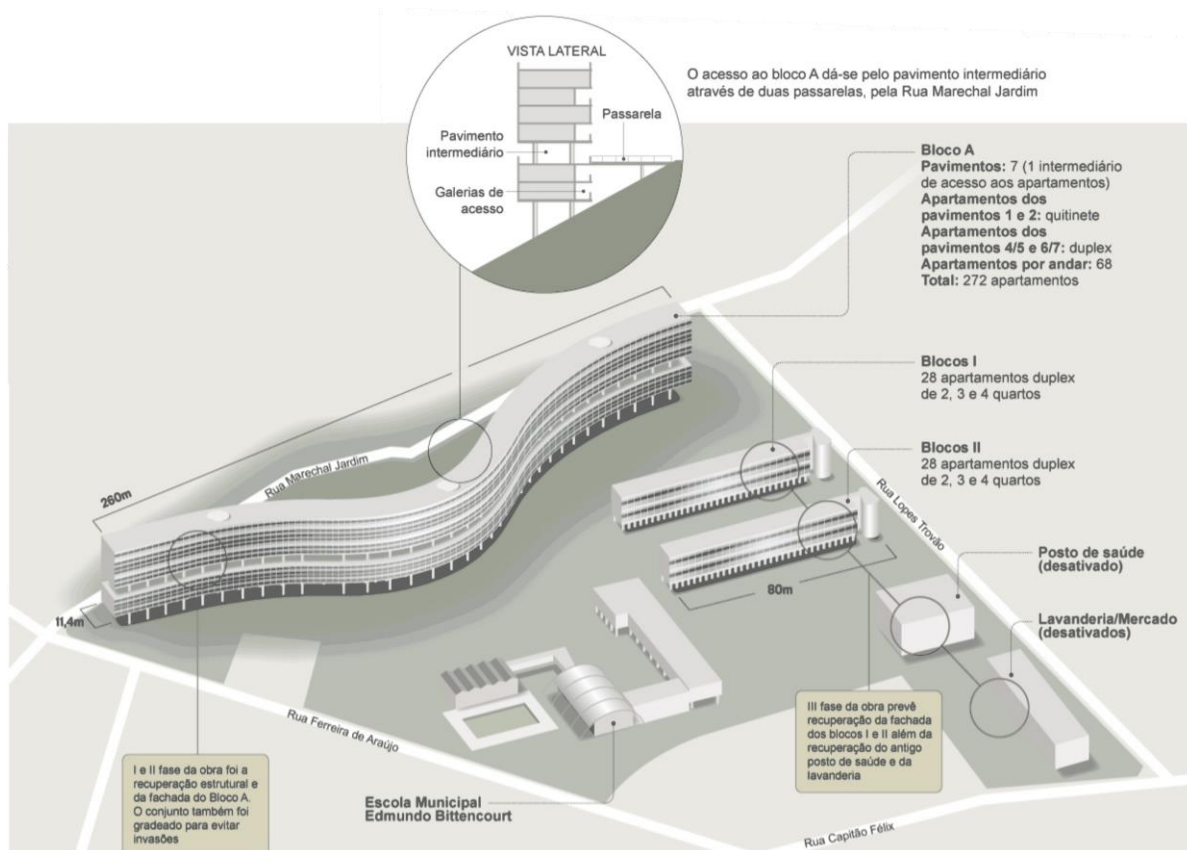 VISTA LATERAL
Pavimento
intermediário
Passarela
Galerias de
acesso
O acesso ao bloco A dá-se pelo pavimento intermediário
através de duas passarelas, pela Rua Marechal Jardim
Bloco A
Pavimentos: 7 (1 intermediário
de acesso aos apartamentos)
Apartamentos dos
pavimentos 1 e 2: quitinete
Apartamentos dos
pavimentos 4/5 e 6/7: duplex
Apartamentos por andar: 68
Total: 272 apartamentos
Blocos I
28 apartamentos duplex
de 2, 3 e 4 quartos
Blocos II
28 apartamentos duplex
de 2, 3 e 4 quartos
Rua Marechal Jardim
260m
11,4m
80m
Rua Lopes Trovão
Posto de saúde
(desativado)
Lavanderia/Mercado
(desativados)
Rua Ferreira de Araújo
III fase da obra prevê
recuperação da fachada
dos blocos I e II além da
recuperação do antigo
posto de saúde e da
lavanderia
I e II fase da obra foi a
recuperação estrutural e
da fachada do Bloco A.
O conjunto também foi
gradeado para evitar
invasões
Escola Municipal
Edmundo Bittencourt
Rua Capitão Félix